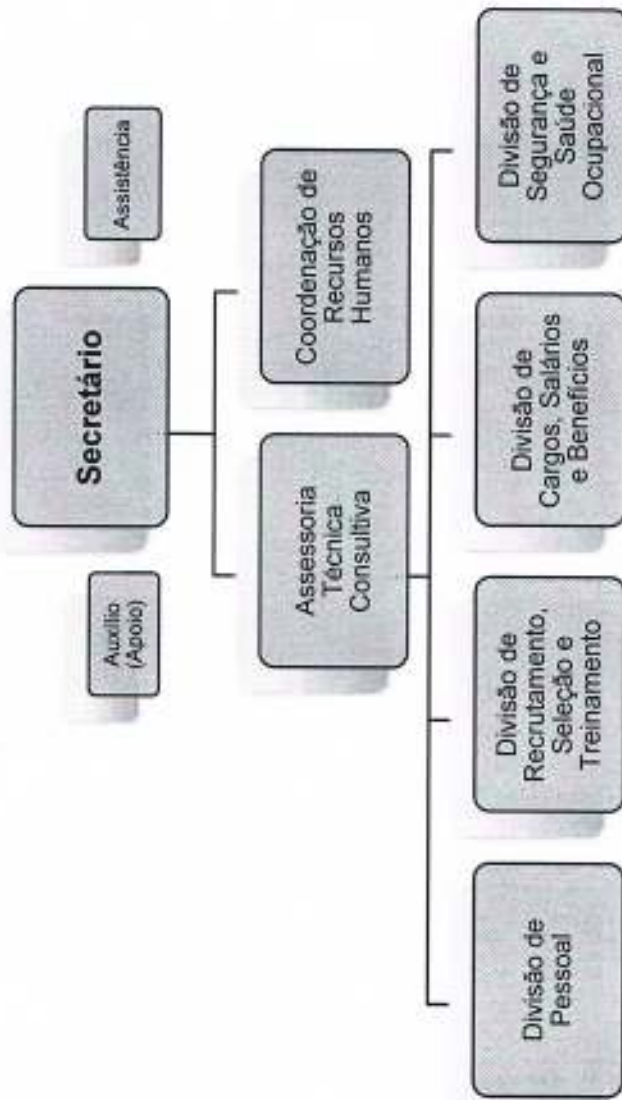 Auxílio
(Apoio)
Secretário
Assistência
Assessoria
Técnica
Consultiva
Coordenação de
Recursos
Humanos
Divisão de
Pessoal
Divisão de
Recrutamento,
Seleção e
Treinamento
Divisão de
Cargos, Salários
e Benefícios
Divisão de
Segurança e
Saúde
Ocupacional